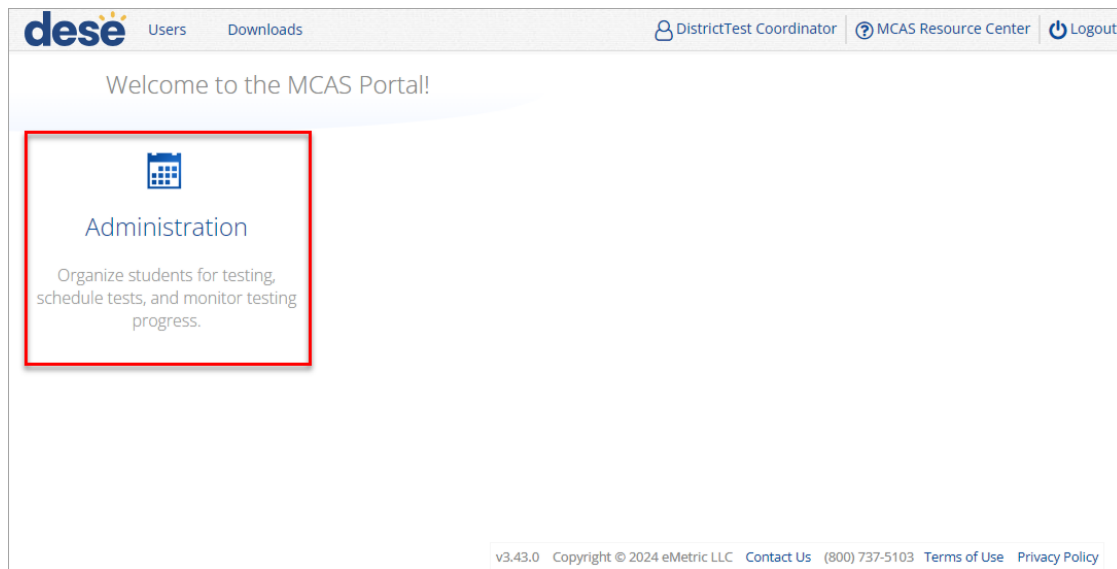 dese Users Downloads DistrictTest Coordinator MCAS Resource Center Logout
Welcome to the MCAS Portal!
Administration
Organize students for testing,
schedule tests, and monitor testing
progress.
v3.43.0 Copyright © 2024 eMetric LLC Contact Us (800) 737-5103 Terms of Use Privacy Policy